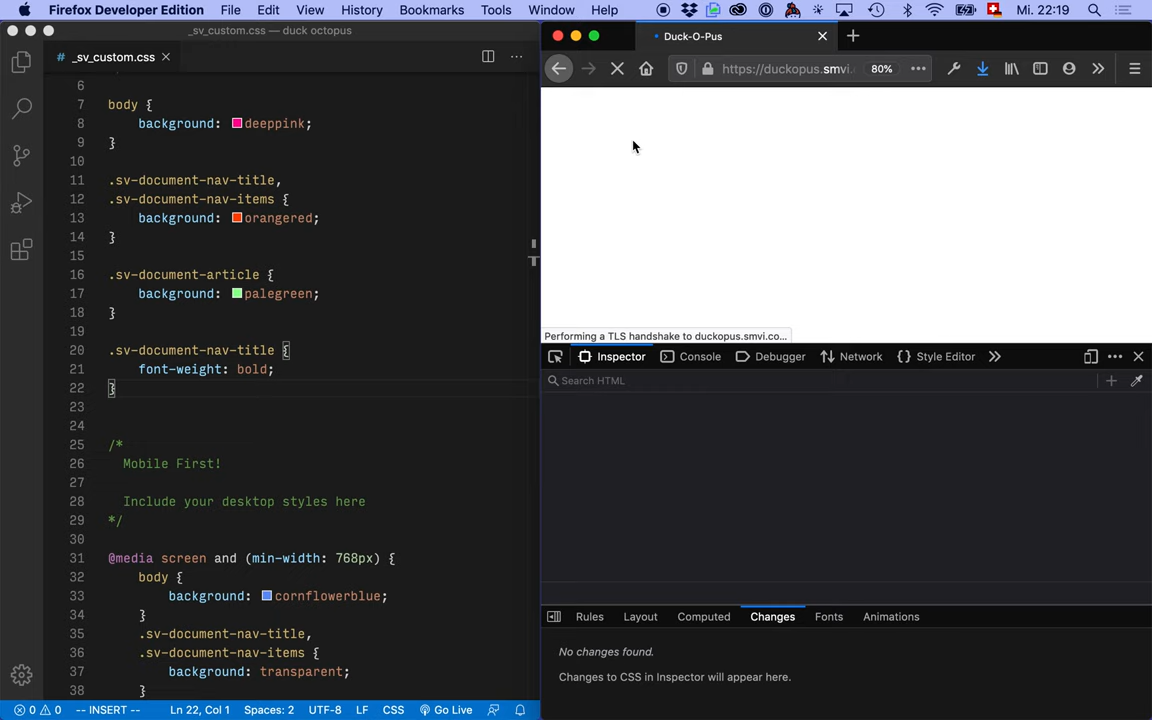 Firefox Developer Edition File Edit View History Bookmarks Tools Window Help Mi. 22:19
_sv_custom.css — duck octopus
# _sv_custom.css
6
7 body {
8 background: deeppink;
9 }
10
11 .sv-document-nav-title,
12 .sv-document-nav-items {
13 background: orangered;
14 }
15
16 .sv-document-article {
17 background: palegreen;
18 }
19
20 .sv-document-nav-title {
21 font-weight: bold;
22 }
23
24
25 /*
26 Mobile First!
27
28 Include your desktop styles here
29 */
30
31 @media screen and (min-width: 768px) {
32 body {
33 background: cornflowerblue;
34 }
35 .sv-document-nav-title,
36 .sv-document-nav-items {
37 background: transparent;
38 }
0 0 -- INSERT -- Ln 22, Col 1 Spaces: 2 UTF-8 LF CSS Go Live
Duck-O-Pus
https://duckopus.smvi. 80%
Performing a TLS handshake to duckopus.smvi.co...
Inspector Console Debugger Network Style Editor
Search HTML
Rules Layout Computed Changes Fonts Animations
No changes found.
Changes to CSS in Inspector will appear here.